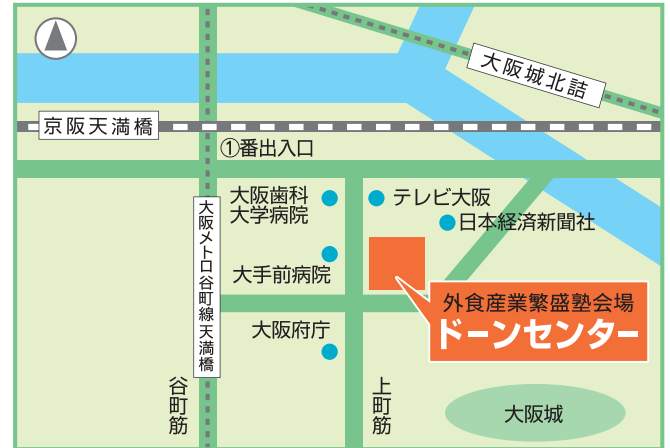 大阪城北詰
京阪天満橋
①番出入口
大阪歯科
大学病院
テレビ大阪
日本経済新聞社
大阪メトロ谷町線天満橋
大手前病院
外食産業繁盛塾会場
ドーンセンター
大阪府庁
谷町筋
上町筋
大阪城